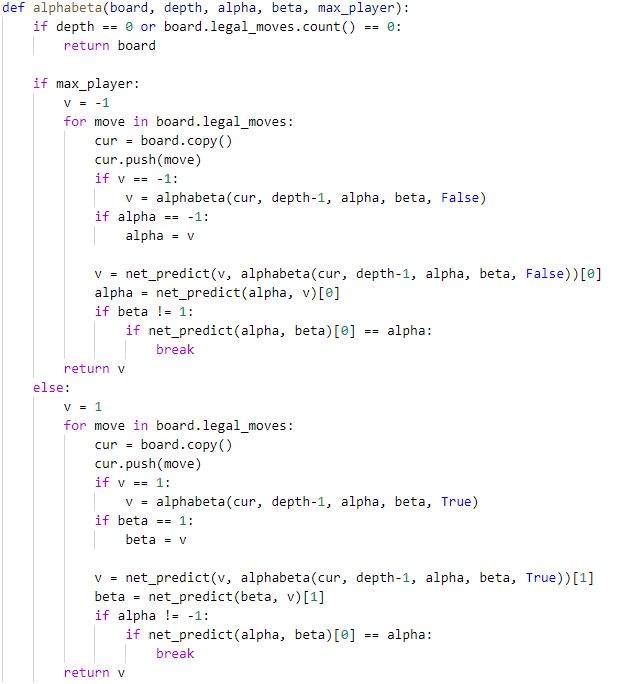 def alphabeta(board, depth, alpha, beta, max_player):
    if depth == 0 or board.legal_moves.count() == 0:
        return board

    if max_player:
        v = -1
        for move in board.legal_moves:
            cur = board.copy()
            cur.push(move)
            if v == -1:
                v = alphabeta(cur, depth-1, alpha, beta, False)
            if alpha == -1:
                alpha = v

            v = net_predict(v, alphabeta(cur, depth-1, alpha, beta, False))[0]
            alpha = net_predict(alpha, v)[0]
            if beta != 1:
                if net_predict(alpha, beta)[0] == alpha:
                    break
        return v
    else:
        v = 1
        for move in board.legal_moves:
            cur = board.copy()
            cur.push(move)
            if v == 1:
                v = alphabeta(cur, depth-1, alpha, beta, True)
            if beta == 1:
                beta = v

            v = net_predict(v, alphabeta(cur, depth-1, alpha, beta, True))[1]
            beta = net_predict(beta, v)[1]
            if alpha != -1:
                if net_predict(alpha, beta)[0] == alpha:
                    break
        return v